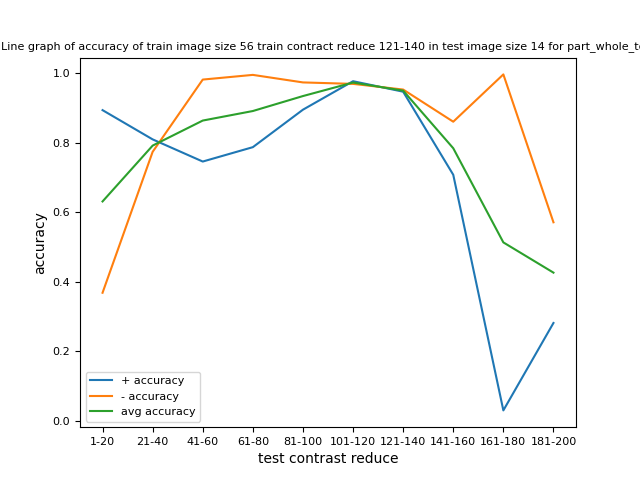 Line graph of accuracy of train image size 56 train contract reduce 121-140 in test image size 14 for
1.0
0.8
0.6
0.4
0.2
0.0
accuracy
+ accuracy
- accuracy
avg accuracy
1-20 21-40 41-60 61-80 81-100 101-120 121-140 141-160 161-180 181-200
test contrast reduce